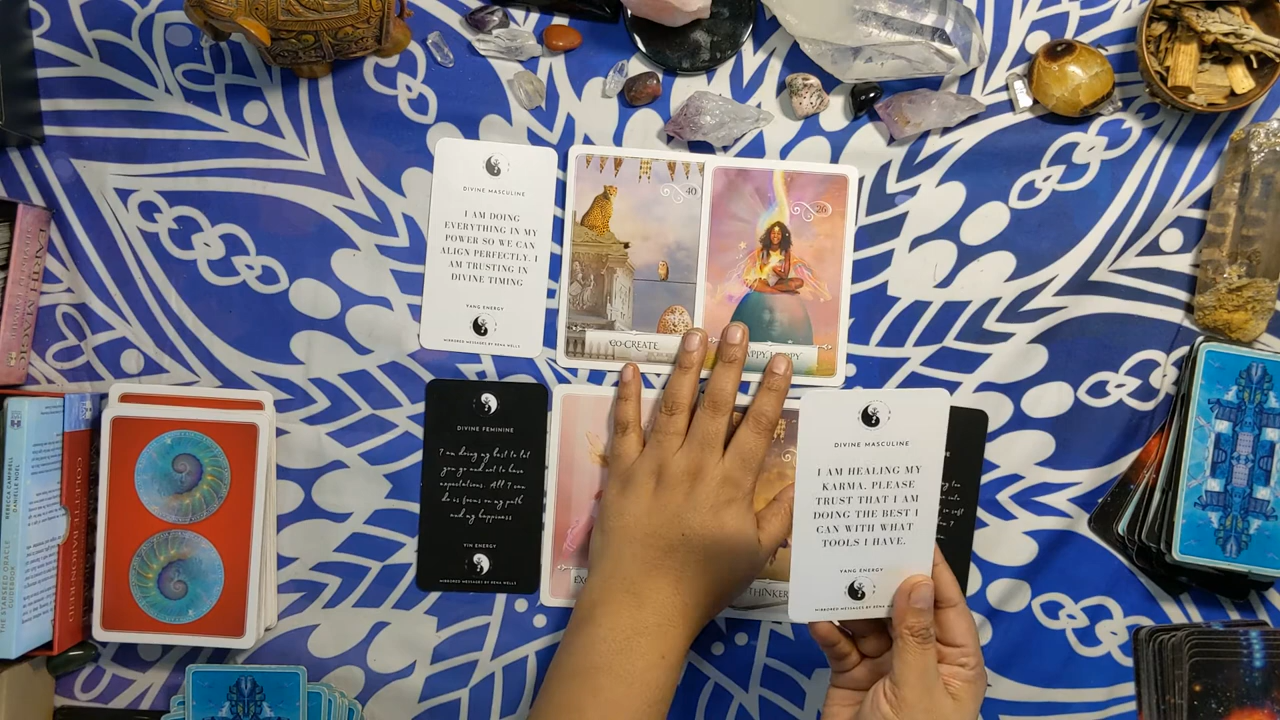 DIVINE MASCULINE
I AM DOING
EVERYTHING IN MY
POWER SO WE CAN
ALIGN PERFECTLY. I
AM TRUSTING IN
DIVINE TIMING
YANG ENERGY
MIRRORED MESSAGES BY RENA WELLS
40
CO-CREATE
26
DIVINE FEMININE
I am doing my best to let
you go and not to have
expectations. All I can
do is focus on my path
and my happiness
YIN ENERGY
MIRRORED MESSAGES BY RENA WELLS
THINKER
DIVINE MASCULINE
I AM HEALING MY
KARMA. PLEASE
TRUST THAT I AM
DOING THE BEST I
CAN WITH WHAT
TOOLS I HAVE.
YANG ENERGY
MIRRORED MESSAGES BY RENA
EARTH MAGIC
REBECCA CAMPBELL
DANIELLE NOEL
THE STARSEED ORACLE
GUIDEBOOK
COLETTE BARON-REID